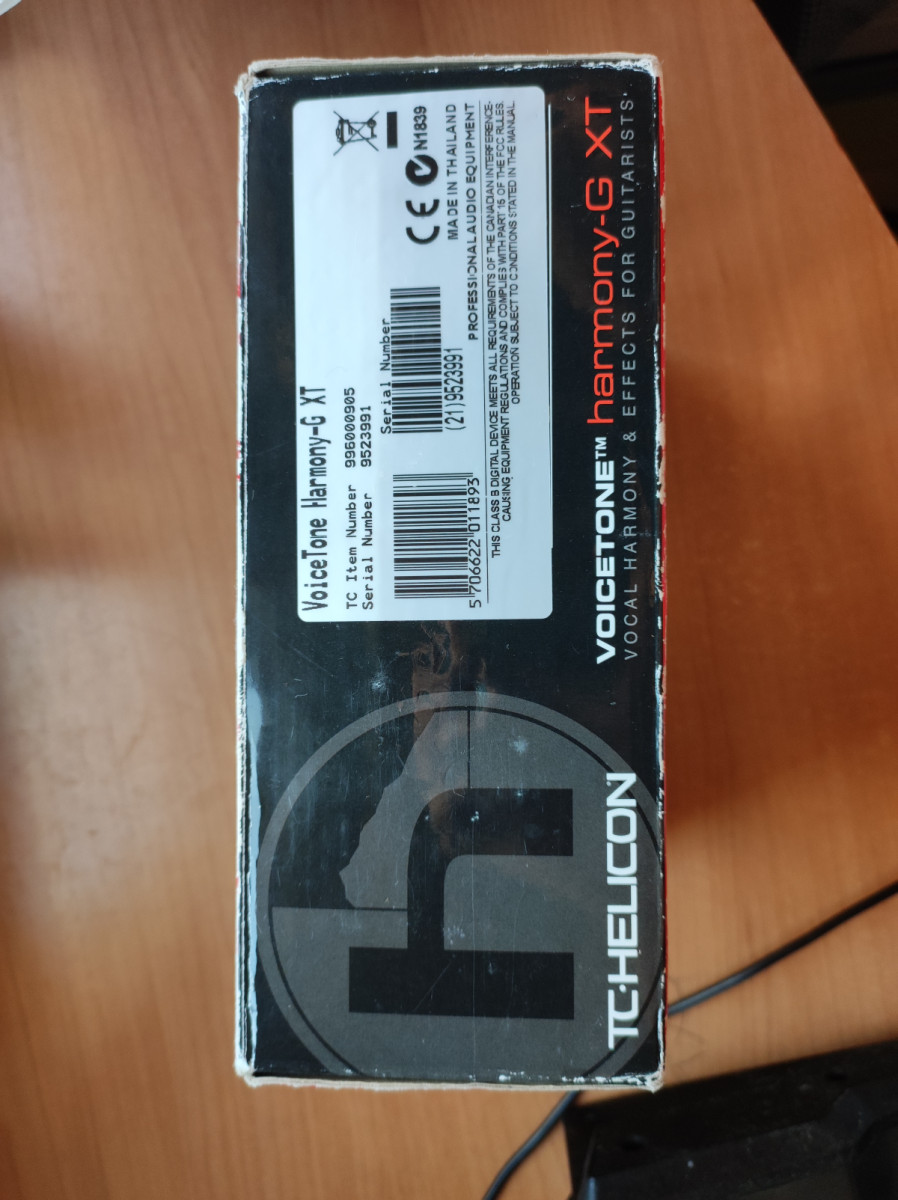 VoiceTone Harmony-G XT
TC Item Number 996000905
Serial Number 9523991
5 706622 011893
Serial Number
(21)9523991
CE N1839
MADE IN THAILAND
PROFESSIONAL AUDIO EQUIPMENT
THIS CLASS B DIGITAL DEVICE MEETS ALL REQUIREMENTS OF THE CANADIAN INTERFERENCE-
CAUSING EQUIPMENT REGULATIONS AND COMPLIES WITH PART 15 OF THE FCC RULES.
OPERATION SUBJECT TO CONDITIONS STATED IN THE MANUAL
h
TC•HELICON
VOICETONE™ harmony-G XT
VOCAL HARMONY & EFFECTS FOR GUITARISTS'